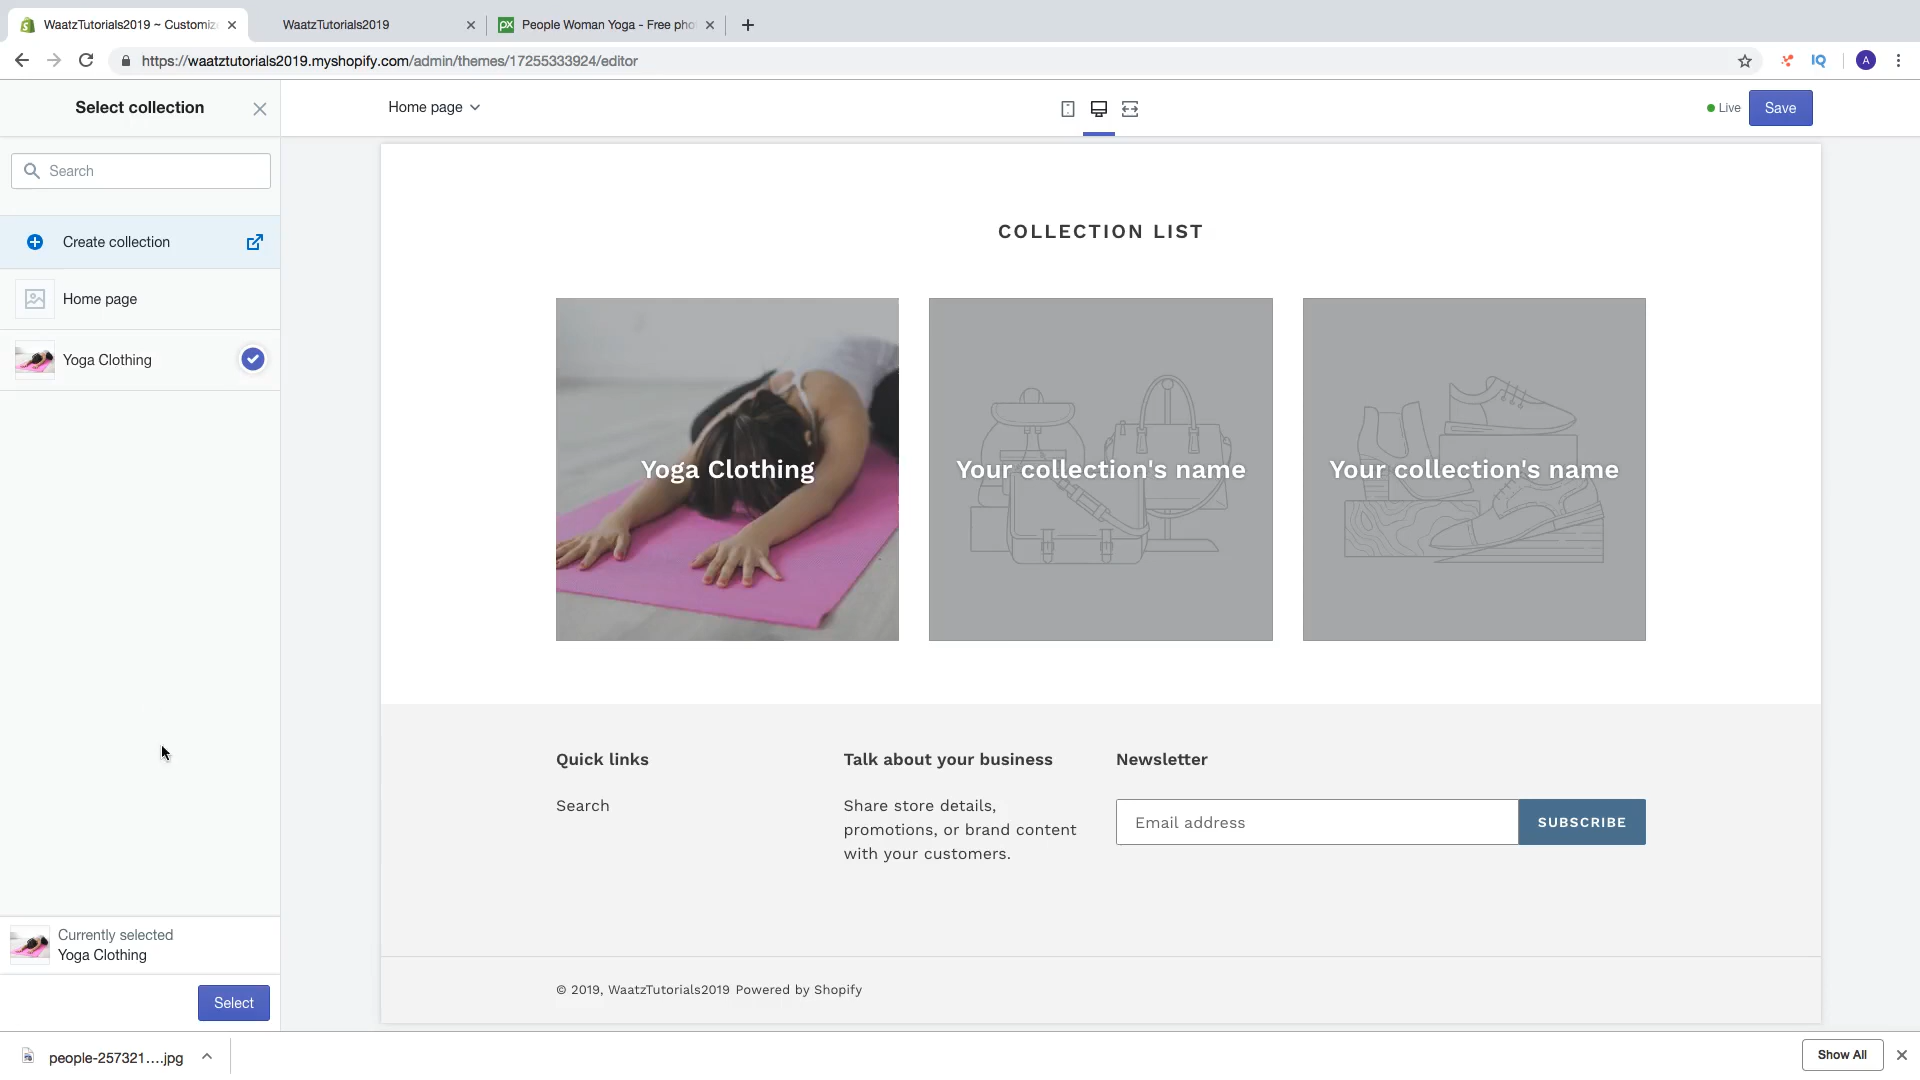 WaatzTutorials2019 ~ Customiz
WaatzTutorials2019
People Woman Yoga - Free pho
https://waatztutorials2019.myshopify.com/admin/themes/17255333924/editor
IQ
A
Select collection
Home page
Live
Save
Search
Create collection
Home page
Yoga Clothing
COLLECTION LIST
Yoga Clothing
Your collection's name
Your collection's name
Quick links
Search
Talk about your business
Share store details,
promotions, or brand content
with your customers.
Newsletter
Email address
SUBSCRIBE
© 2019, WaatzTutorials2019 Powered by Shopify
Currently selected
Yoga Clothing
Select
people-257321....jpg
Show All